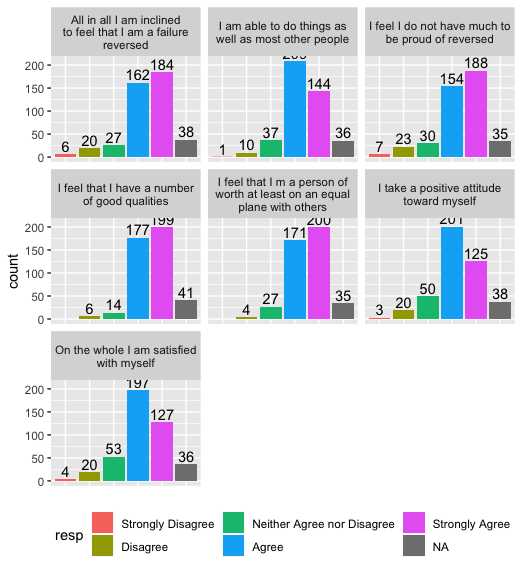 All in all I am inclined
to feel that I am a failure
reversed
I am able to do things as
well as most other people
I feel I do not have much to
be proud of reversed
200
150
100
50
0
6 20 27 162 184 38
1 10 37 144 36
7 23 30 154 188 35
I feel that I have a number
of good qualities
I feel that I m a person of
worth at least on an equal
plane with others
I take a positive attitude
toward myself
200
150
100
50
0
6 14 177 199 41
4 27 171 200 35
3 20 50 201 125 38
On the whole I am satisfied
with myself
200
150
100
50
0
4 20 53 197 127 36
count
resp
Strongly Disagree
Disagree
Neither Agree nor Disagree
Agree
Strongly Agree
NA